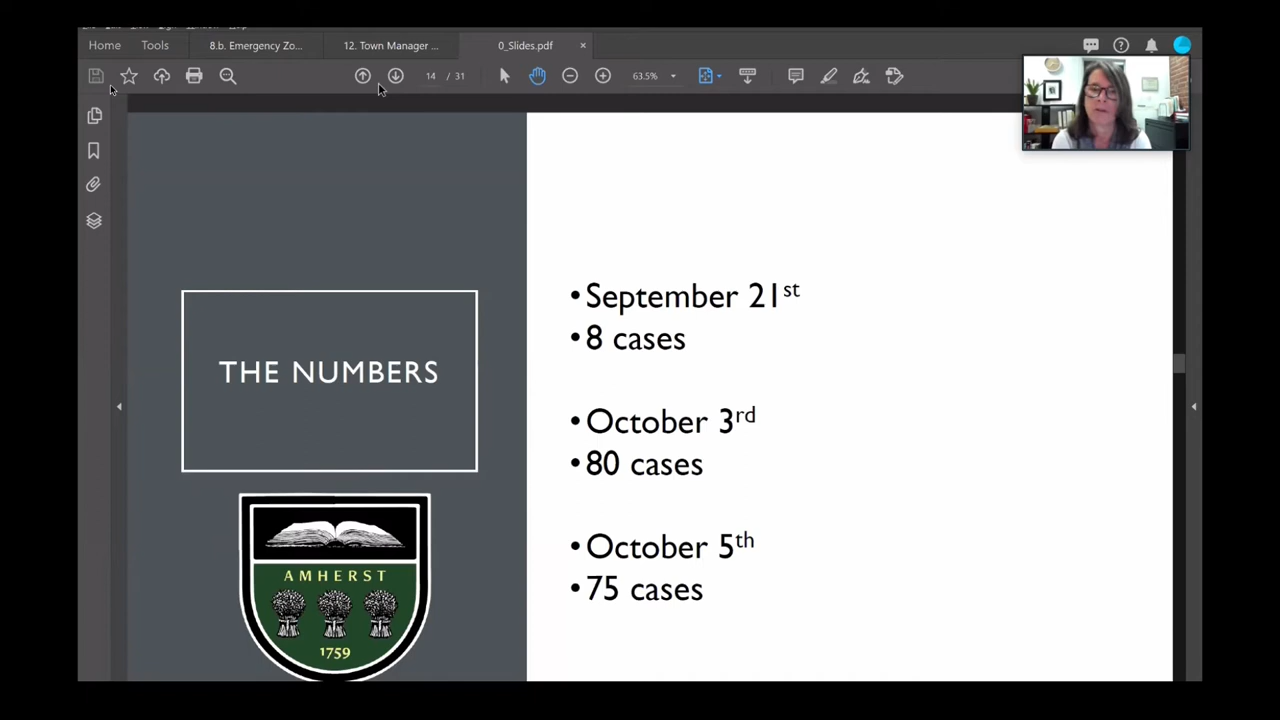 Home Tools 8.b. Emergency Zo... 12. Town Manager ... 0_Slides.pdf ×
14 / 31 63.5%
THE NUMBERS
AMHERST
1759
•September 21st
•8 cases
•October 3rd
•80 cases
•October 5th
•75 cases